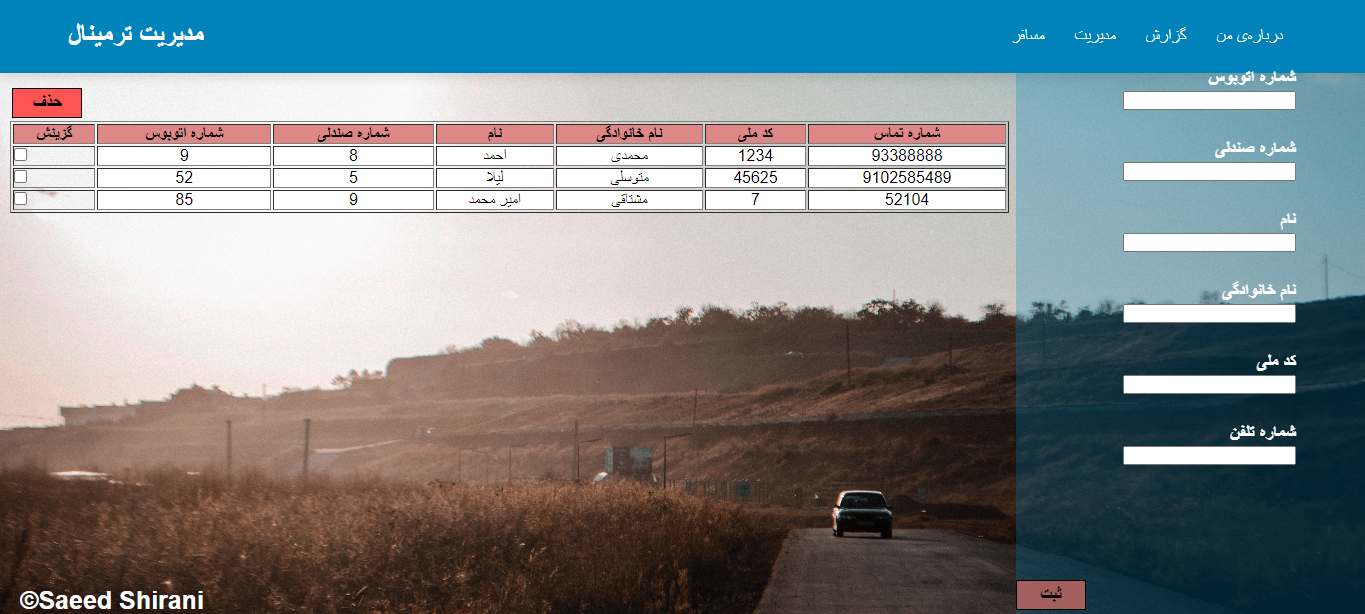 مدیریت ترمینال
درباره‌ی من
گزارش
مدیریت
مسافر
حذف
گزینش شماره اتوبوس شماره صندلی نام نام خانوادگی کد ملی شماره تماس
9 8 احمد محمدی 1234 93388888
52 5 لیلا متوسلی 45625 9102585489
85 9 امیر محمد مشتاقی 7 52104
شماره اتوبوس
شماره صندلی
نام
نام خانوادگی
کد ملی
شماره تلفن
ثبت
©Saeed Shirani